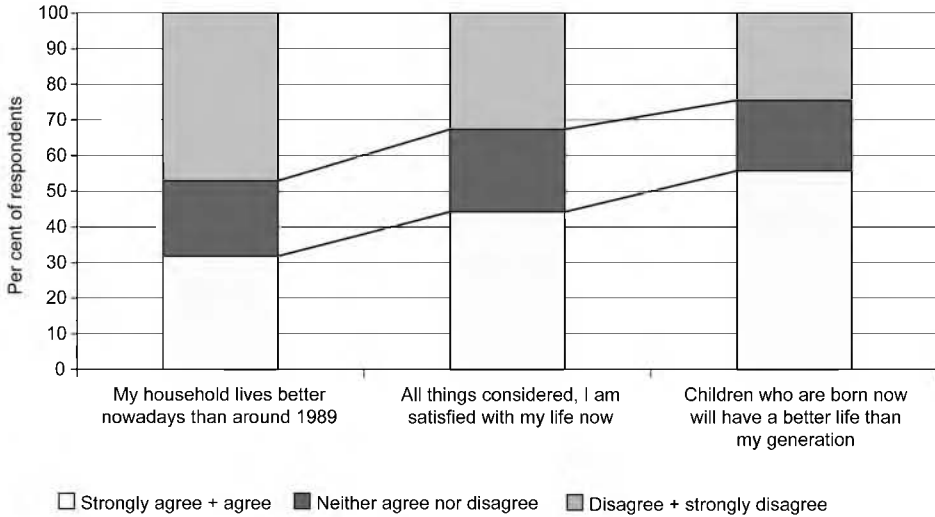 100
90
80
70
60
50
40
30
20
10
0
Per cent of respondents
My household lives better
nowadays than around 1989
All things considered, I am
satisfied with my life now
Children who are born now
will have a better life than
my generation
Strongly agree + agree
Neither agree nor disagree
Disagree + strongly disagree